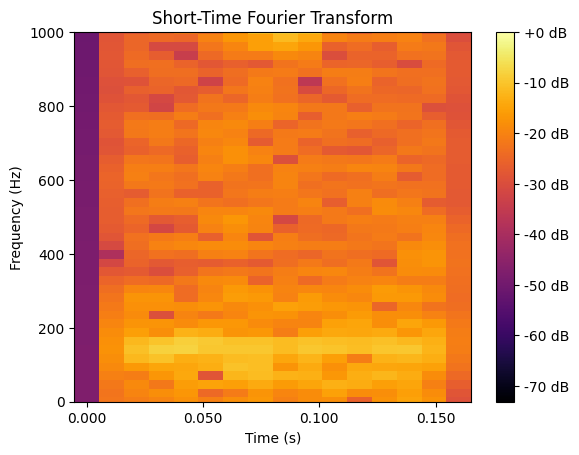 Short-Time Fourier Transform
1000
800
600
400
200
0
Frequency (Hz)
0.000
0.050
0.100
0.150
Time (s)
+0 dB
-10 dB
-20 dB
-30 dB
-40 dB
-50 dB
-60 dB
-70 dB